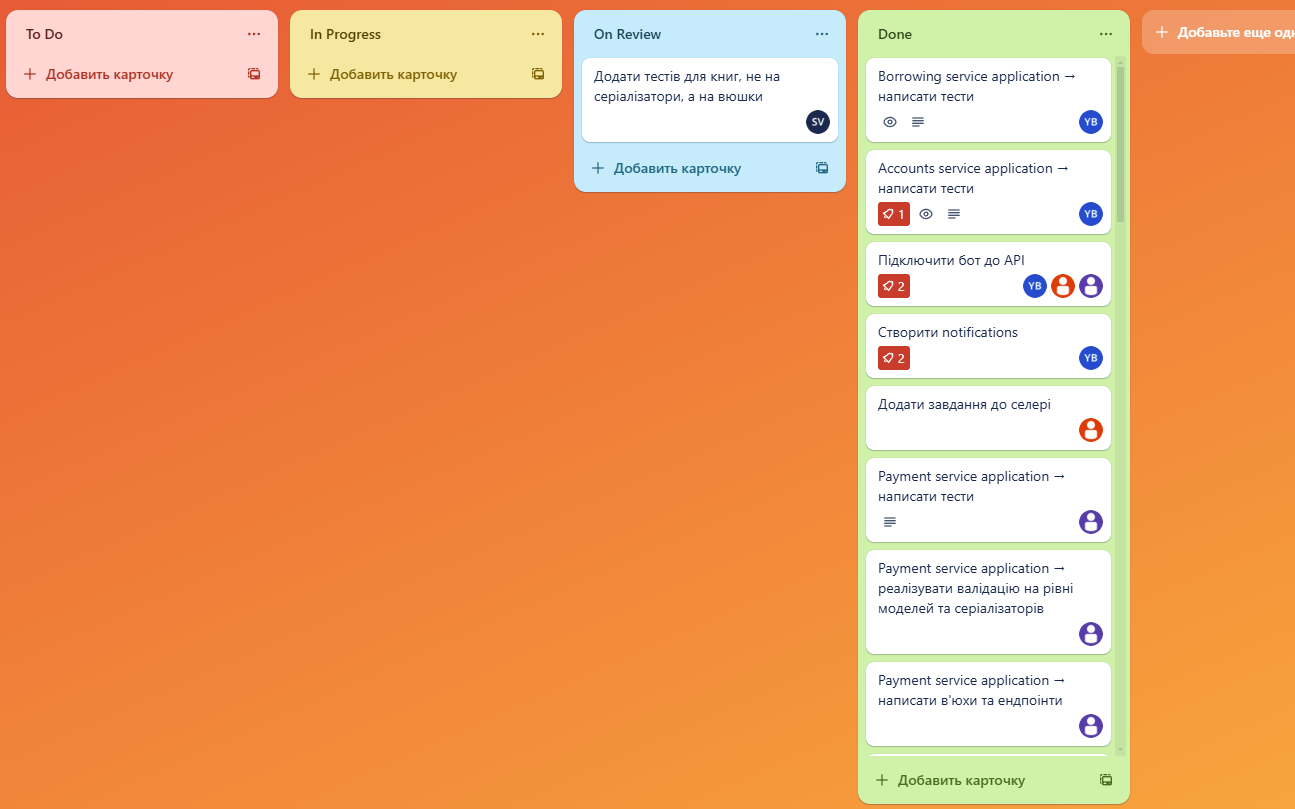 To Do
Добавить карточку
In Progress
Добавить карточку
On Review
Додати тестів для книг, не на
серіалізатори, а на вюшки
SV
Добавить карточку
Done
Borrowing service application →
написати тести
YB
Accounts service application →
написати тести
1
YB
Підключити бот до API
2
YB
Створити notifications
2
YB
Додати завдання до селері
Payment service application →
написати тести
Payment service application →
реалізувати валідацію на рівні
моделей та серіалізаторів
Payment service application →
написати в'юхи та ендпоінти
Добавить карточку
Добавьте еще